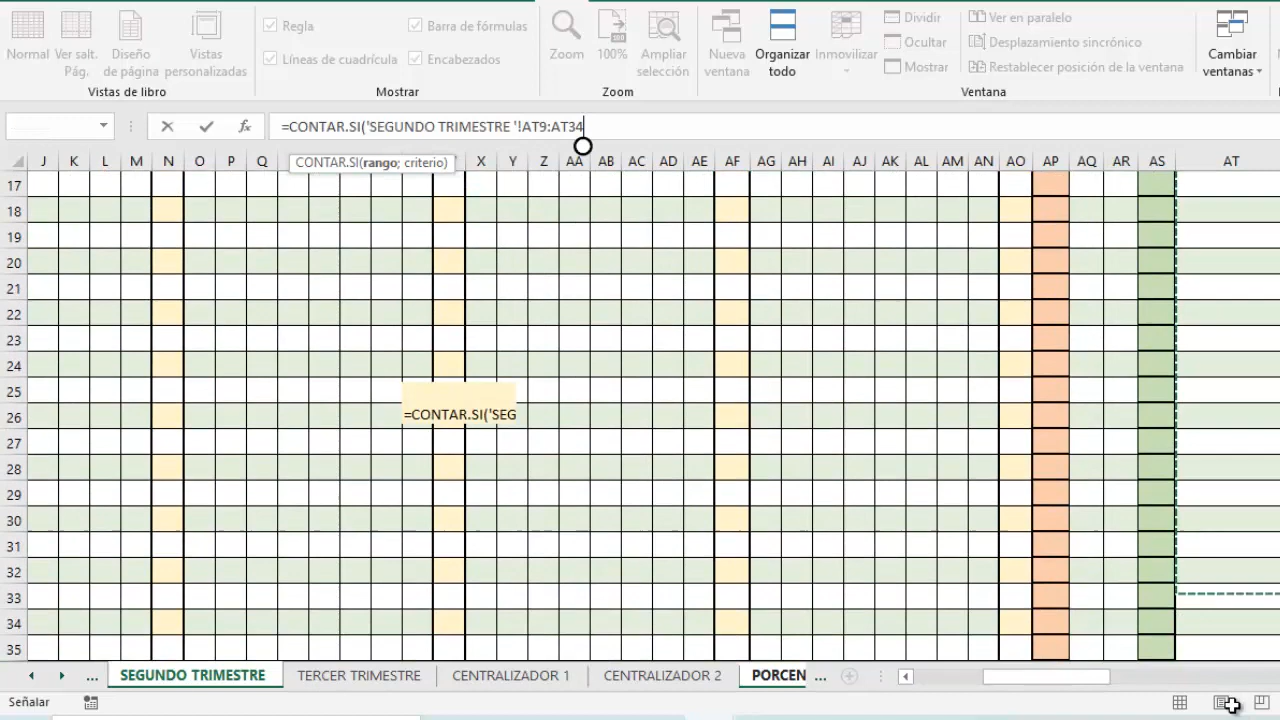 Normal
Ver salt. Pág.
Diseño de página
Vistas personalizadas
Vistas de libro
Regla
Barra de fórmulas
Líneas de cuadrícula
Encabezados
Mostrar
Zoom
100%
Ampliar selección
Zoom
Nueva ventana
Organizar todo
Inmovilizar
Dividir
Ocultar
Mostrar
Ver en paralelo
Desplazamiento sincrónico
Restablecer posición de la ventana
Cambiar ventanas
Ventana
fx
=CONTAR.SI('SEGUNDO TRIMESTRE '!AT9:AT34
CONTAR.SI(rango; criterio)
J K L M N O P Q X Y Z AA AB AC AD AE AF AG AH AI AJ AK AL AM AN AO AP AQ AR AS AT
17
18
19
20
21
22
23
24
25
26
=CONTAR.SI('SEG
27
28
29
30
31
32
33
34
35
... SEGUNDO TRIMESTRE TERCER TRIMESTRE CENTRALIZADOR 1 CENTRALIZADOR 2 PORCEN ...
Señalar